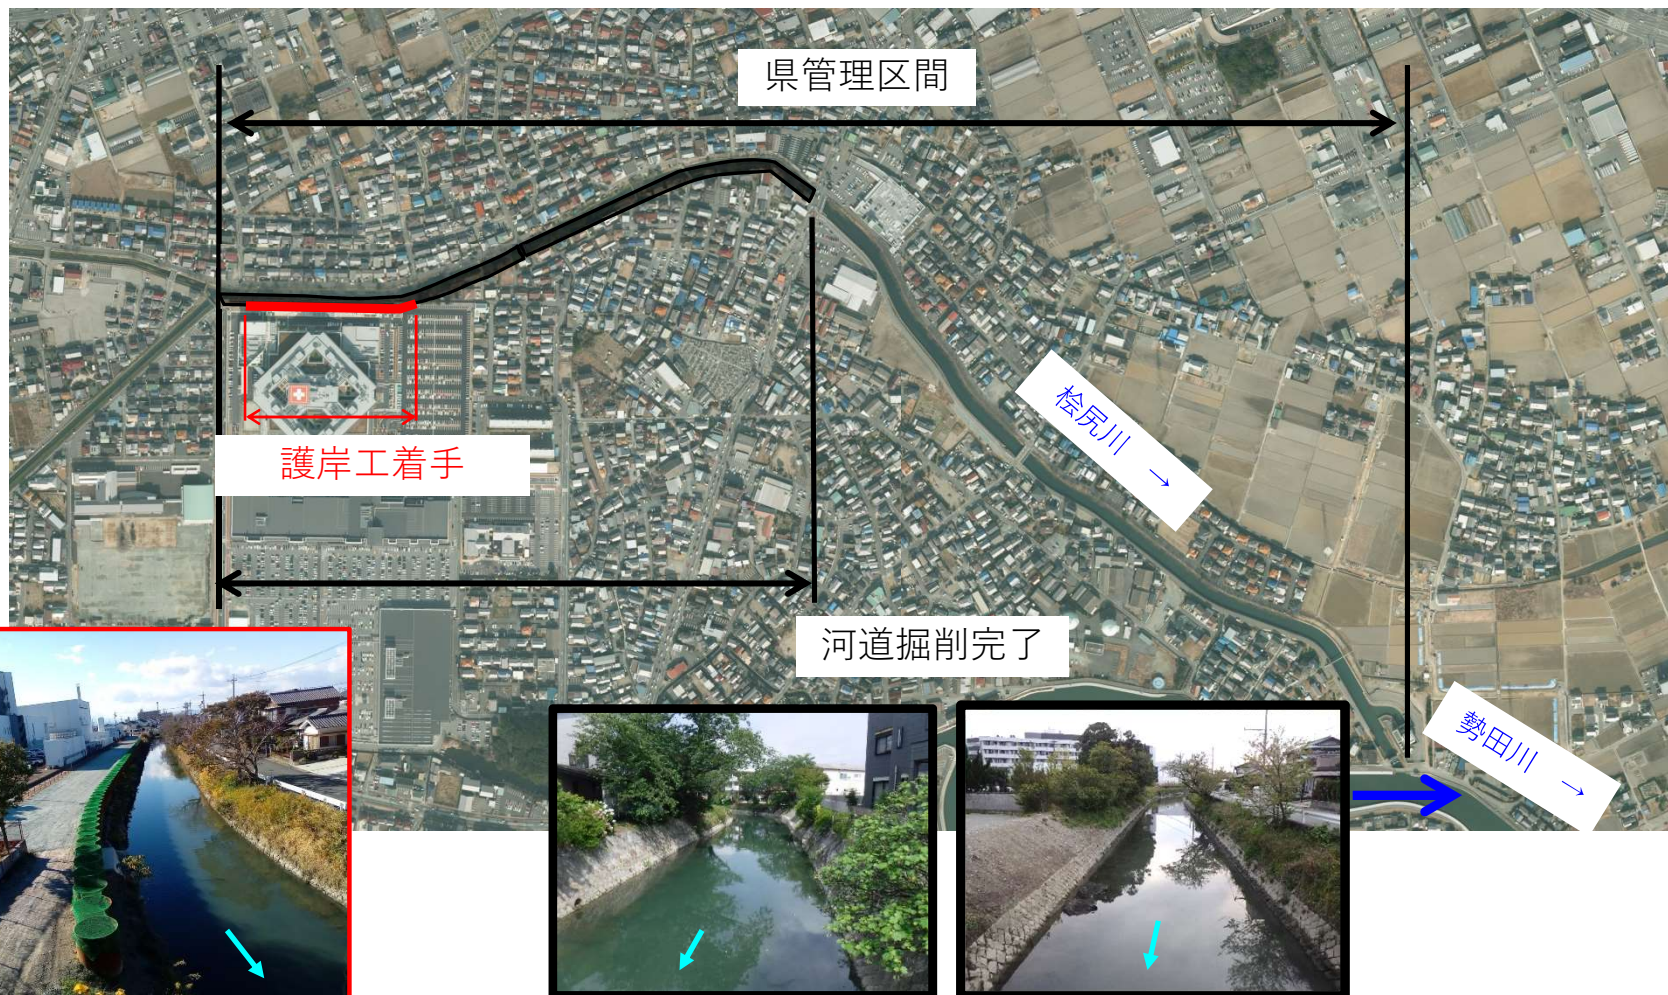 県管理区間
護岸工着手
桧尻川 →
河道掘削完了
勢田川 →